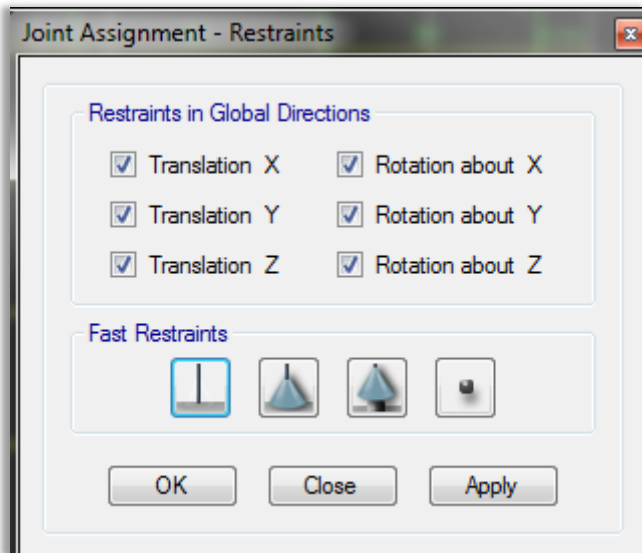 Joint Assignment - Restraints
Restraints in Global Directions
Translation X Rotation about X
Translation Y Rotation about Y
Translation Z Rotation about Z
Fast Restraints
OK Close Apply